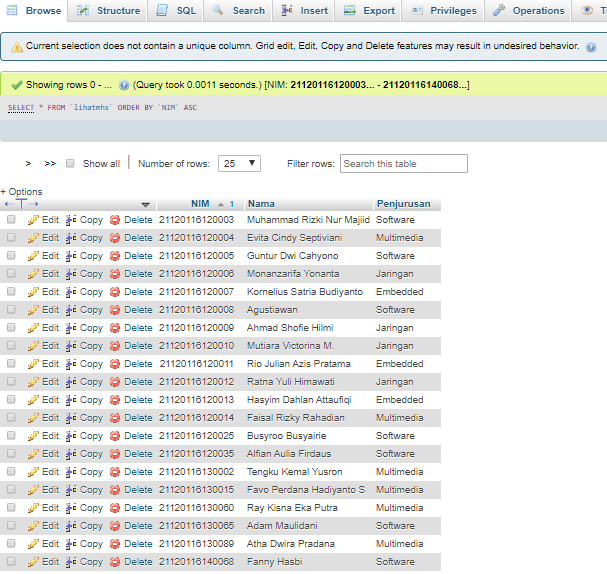 Browse Structure SQL Search Insert Export Privileges Operations
Current selection does not contain a unique column. Grid edit, Edit, Copy and Delete features may result in undesired behavior.
Showing rows 0 - ... (Query took 0.0011 seconds.) [NIM: 21120116120003... - 21120116140068...]
SELECT * FROM `lihatmhs` ORDER BY `NIM` ASC
> >> Show all | Number of rows: 25 Filter rows: Search this table
+ Options
←T→ NIM 1 Nama Penjurusan
Edit Copy Delete 21120116120003 Muhammad Rizki Nur Majiid Software
Edit Copy Delete 21120116120004 Evita Cindy Septiviani Multimedia
Edit Copy Delete 21120116120005 Guntur Dwi Cahyono Software
Edit Copy Delete 21120116120006 Monanzarifa Yonanta Jaringan
Edit Copy Delete 21120116120007 Kornelius Satria Budiyanto Embedded
Edit Copy Delete 21120116120008 Agustiawan Software
Edit Copy Delete 21120116120009 Ahmad Shofie Hilmi Jaringan
Edit Copy Delete 21120116120010 Mutiara Victorina M. Jaringan
Edit Copy Delete 21120116120011 Rio Julian Azis Pratama Embedded
Edit Copy Delete 21120116120012 Ratna Yuli Himawati Jaringan
Edit Copy Delete 21120116120013 Hasyim Dahlan Attaufiqi Embedded
Edit Copy Delete 21120116120014 Faisal Rizky Rahadian Multimedia
Edit Copy Delete 21120116120025 Busyroo Busyairie Software
Edit Copy Delete 21120116120035 Alfian Aulia Firdaus Software
Edit Copy Delete 21120116130002 Tengku Kemal Yusron Multimedia
Edit Copy Delete 21120116130015 Favo Perdana Hadiyanto S Multimedia
Edit Copy Delete 21120116130060 Ray Kisna Eka Putra Multimedia
Edit Copy Delete 21120116130065 Adam Maulidani Software
Edit Copy Delete 21120116130089 Atha Dwira Pradana Multimedia
Edit Copy Delete 21120116140068 Fanny Hasbi Software